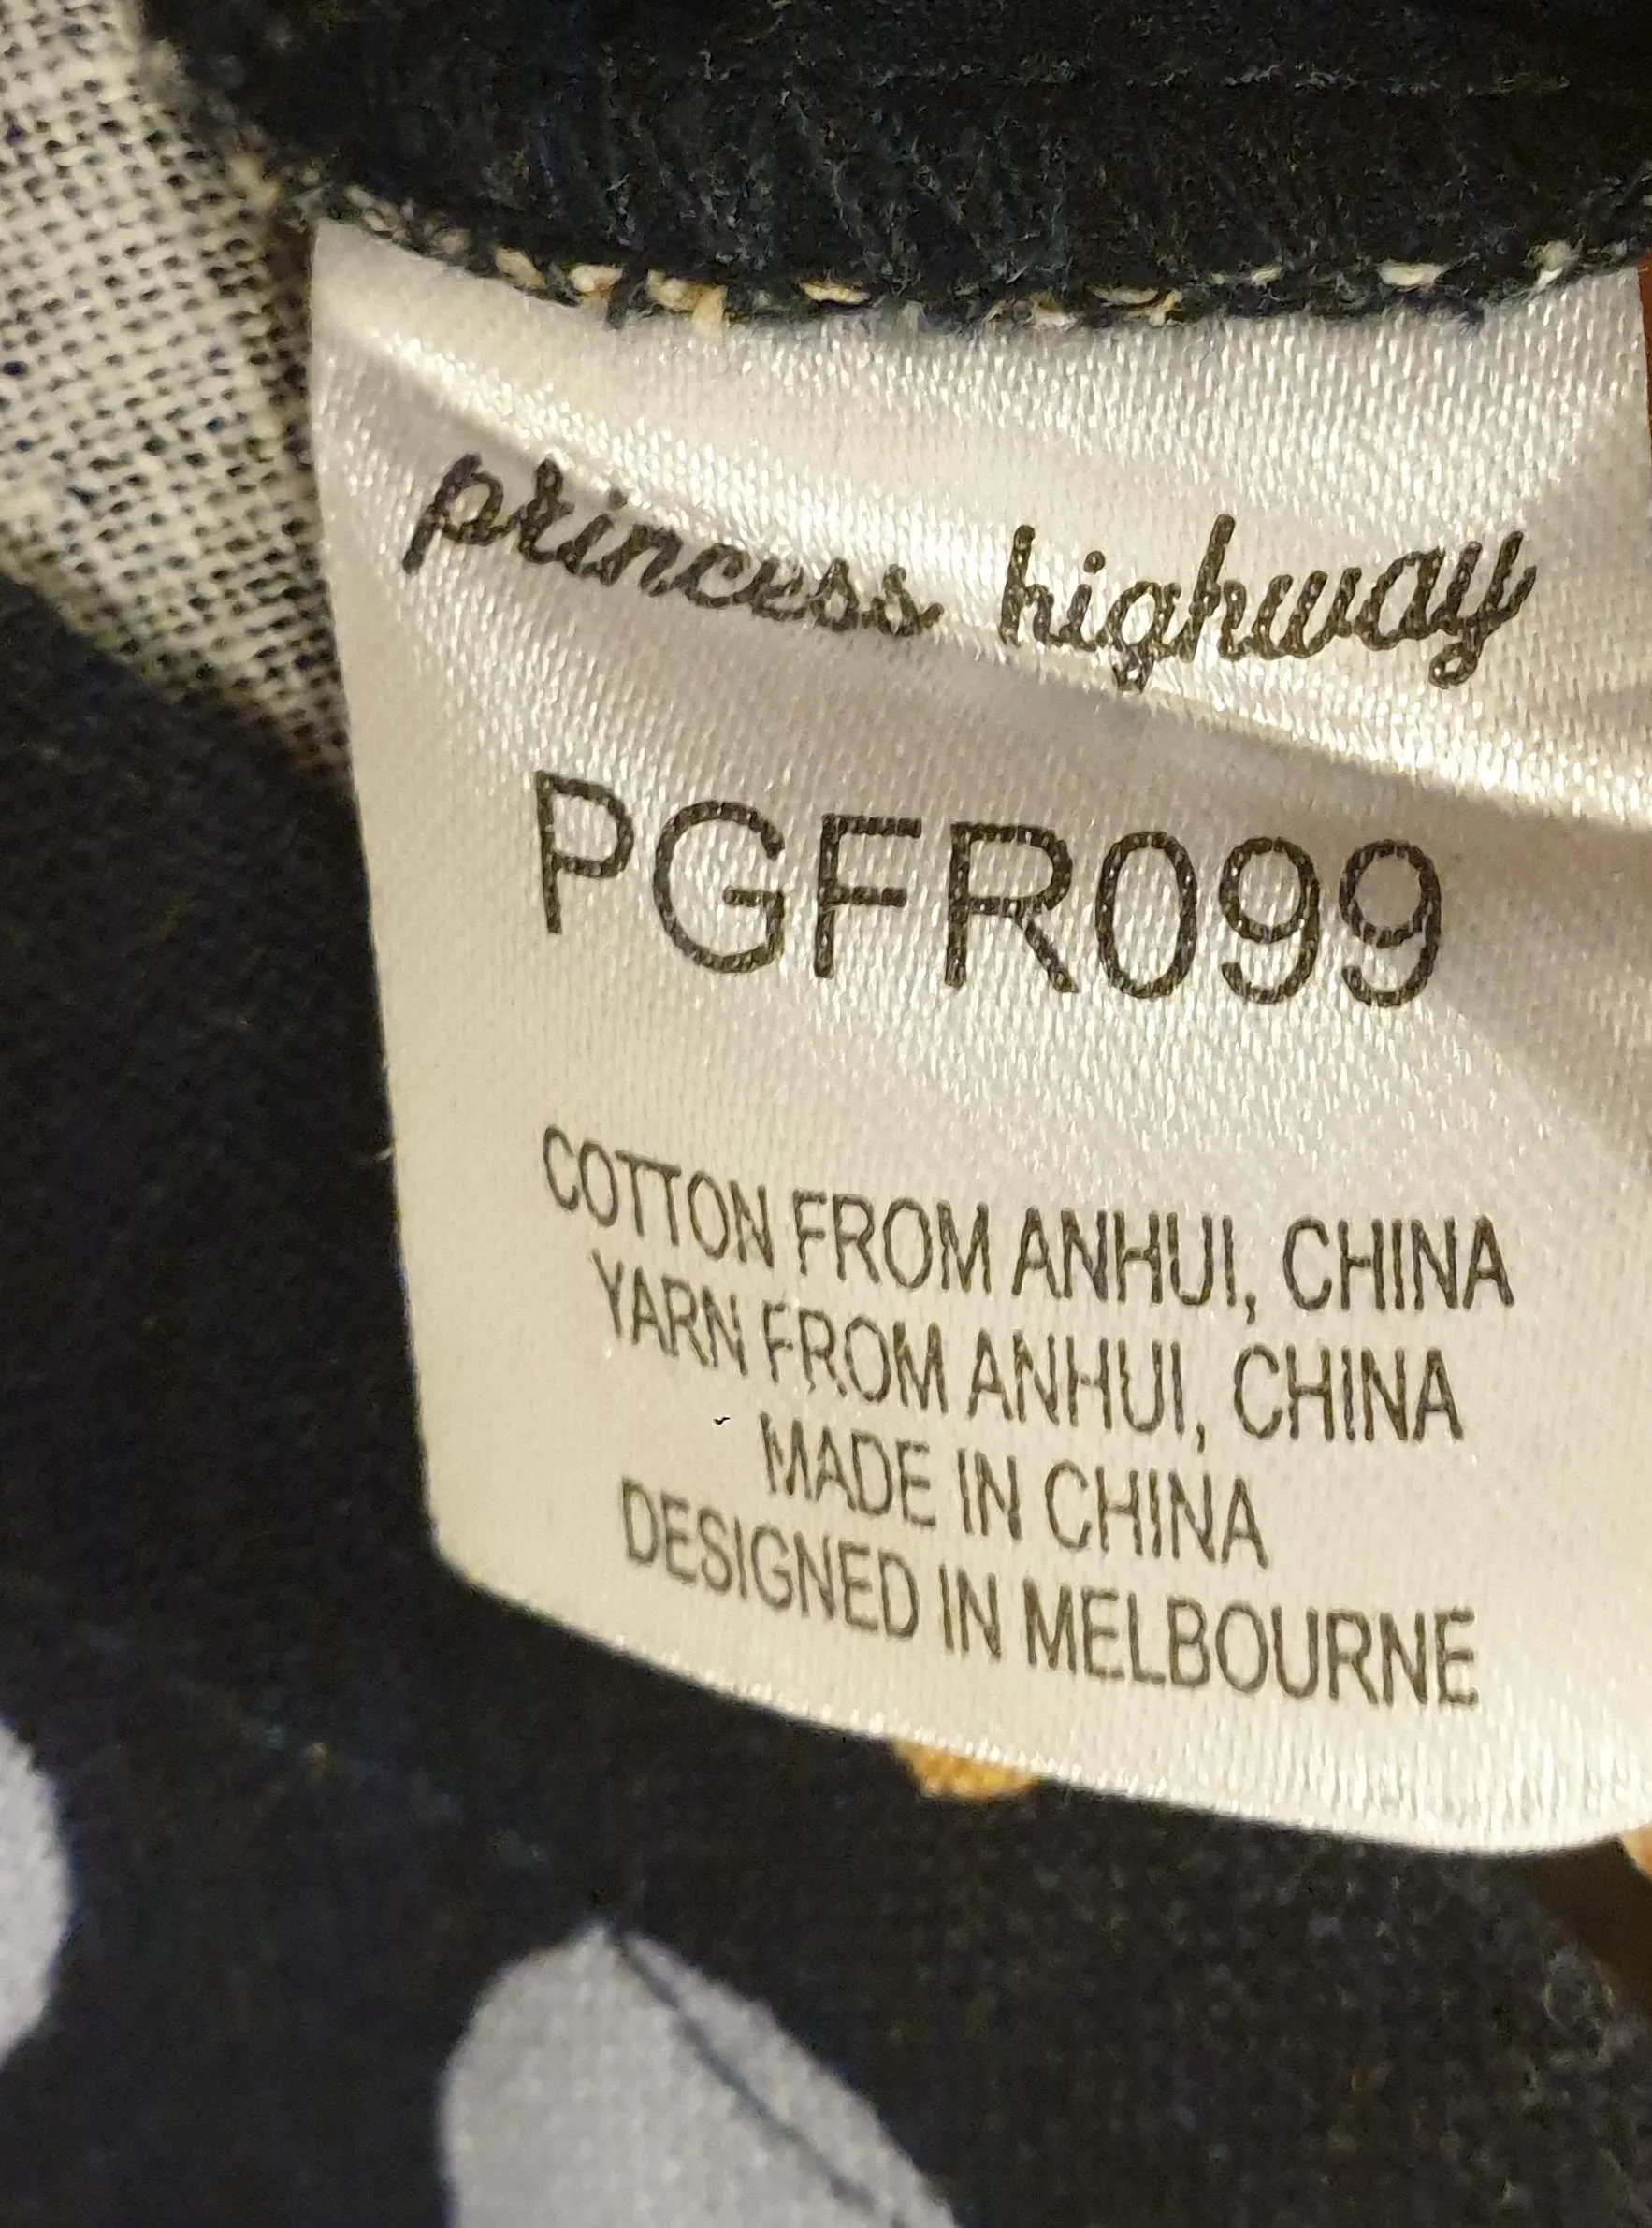 princess highway
PGFR099
COTTON FROM ANHUI, CHINA
YARN FROM ANHUI, CHINA
MADE IN CHINA
DESIGNED IN MELBOURNE